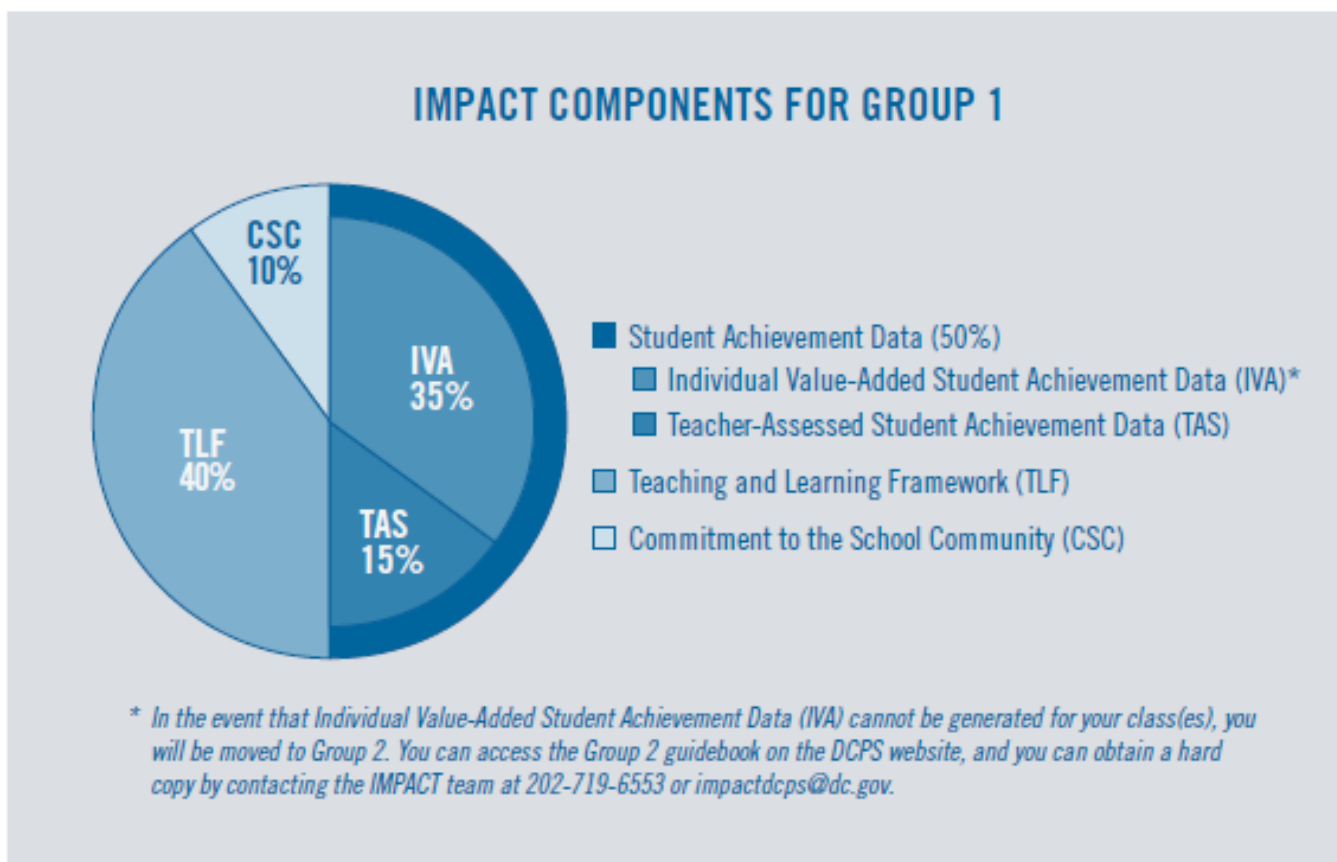 IMPACT COMPONENTS FOR GROUP 1
CSC
10%
IVA
35%
TLF
40%
TAS
15%
Student Achievement Data (50%)
Individual Value-Added Student Achievement Data (IVA)*
Teacher-Assessed Student Achievement Data (TAS)
Teaching and Learning Framework (TLF)
Commitment to the School Community (CSC)
* In the event that Individual Value-Added Student Achievement Data (IVA) cannot be generated for your class(es), you
will be moved to Group 2. You can access the Group 2 guidebook on the DCPS website, and you can obtain a hard
copy by contacting the IMPACT team at 202-719-6553 or impactdcps@dc.gov.